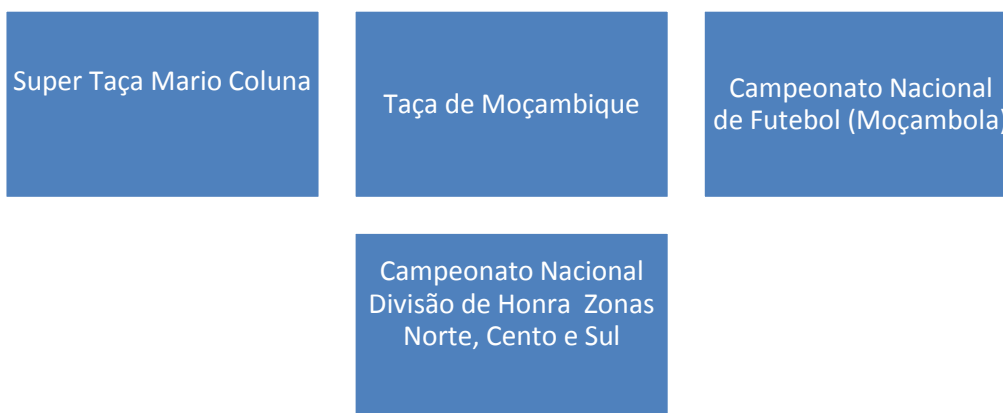 Super Taça Mario Coluna
Taça de Moçambique
Campeonato Nacional
de Futebol (Moçambola)
Campeonato Nacional
Divisão de Honra  Zonas
Norte, Cento e Sul